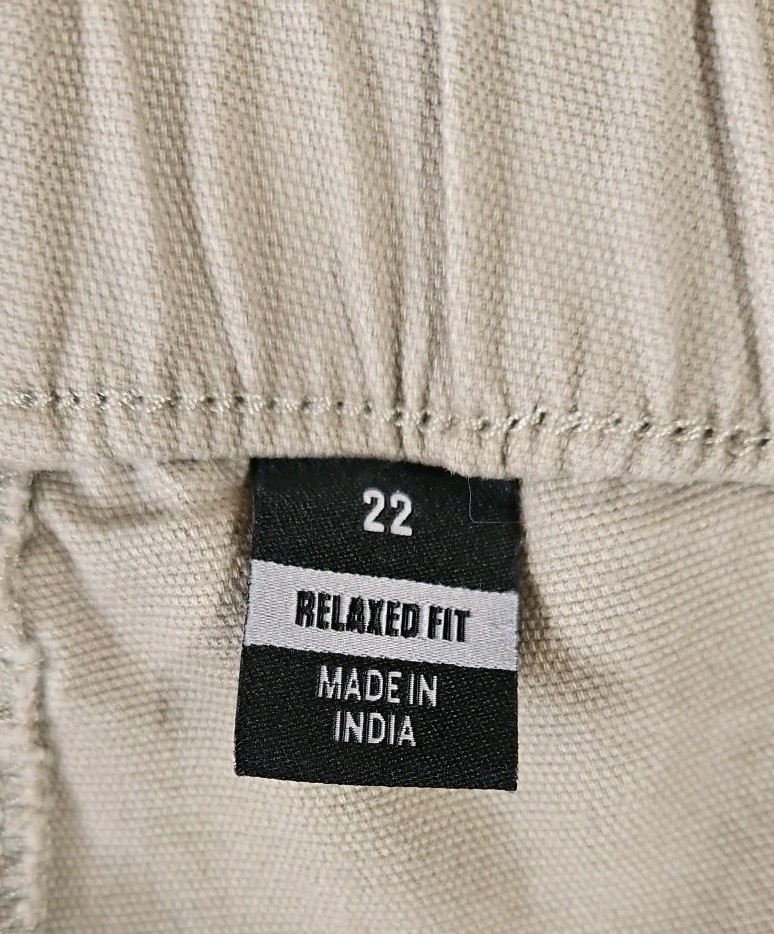 22
RELAXED FIT
MADE IN
INDIA